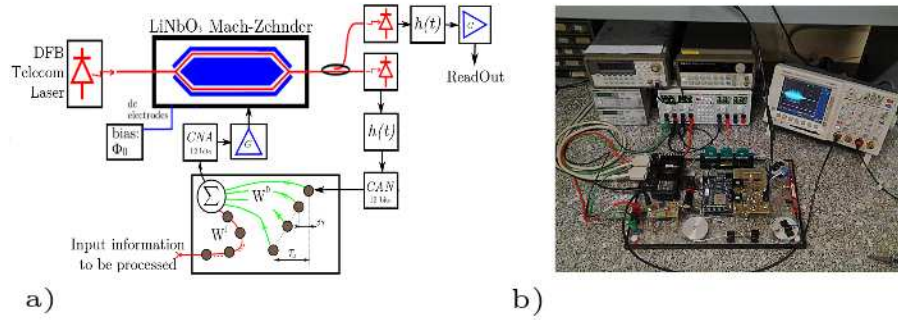 LiNbO3 Mach-Zehnder
DFB
Telecom
Laser
h(t)
G
ReadOut
dc
electrodes
bias:
Φ0
CNA
12 bits
G
h(t)
CAN
12 bits
Σ
W^D
W^I
δτ
Input information
to be processed
a)
b)